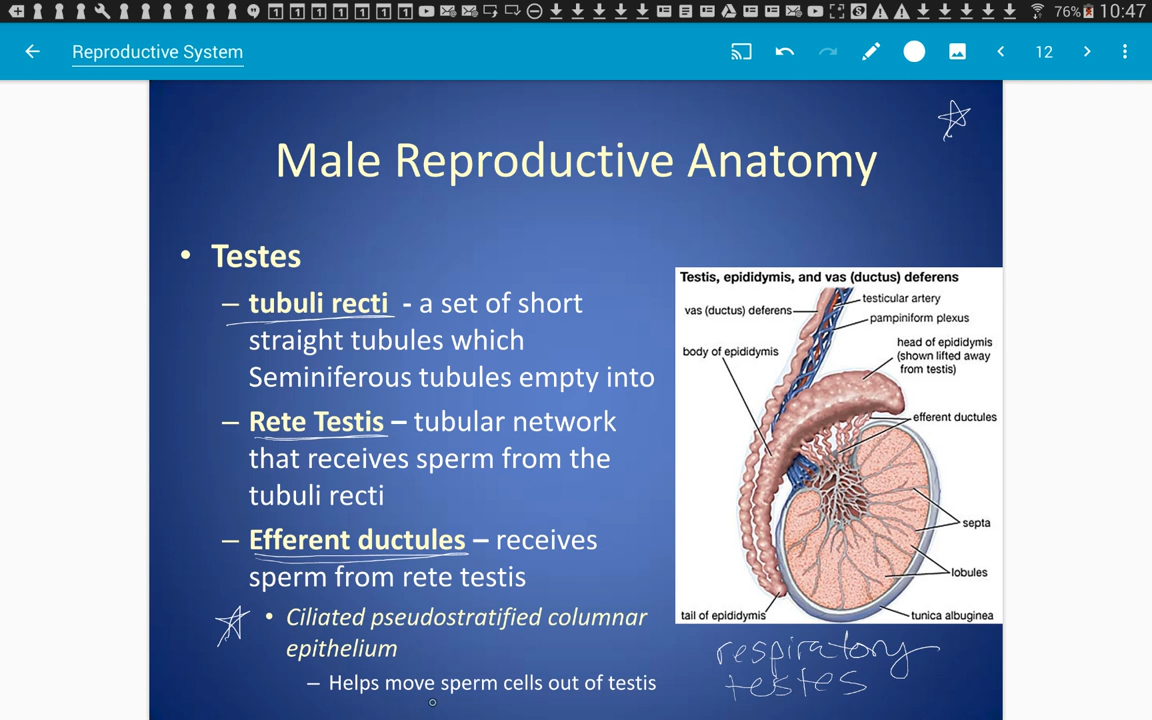 76% 10:47
Reproductive System
12
Male Reproductive Anatomy
• Testes
– tubuli recti - a set of short
straight tubules which
Seminiferous tubules empty into
– Rete Testis – tubular network
that receives sperm from the
tubuli recti
– Efferent ductules – receives
sperm from rete testis
• Ciliated pseudostratified columnar
epithelium
– Helps move sperm cells out of testis
Testis, epididymis, and vas (ductus) deferens
testicular artery
vas (ductus) deferens
pampiniform plexus
head of epididymis
(shown lifted away
from testis)
body of epididymis
efferent ductules
septa
lobules
tail of epididymis
tunica albuginea
respiratory
testes